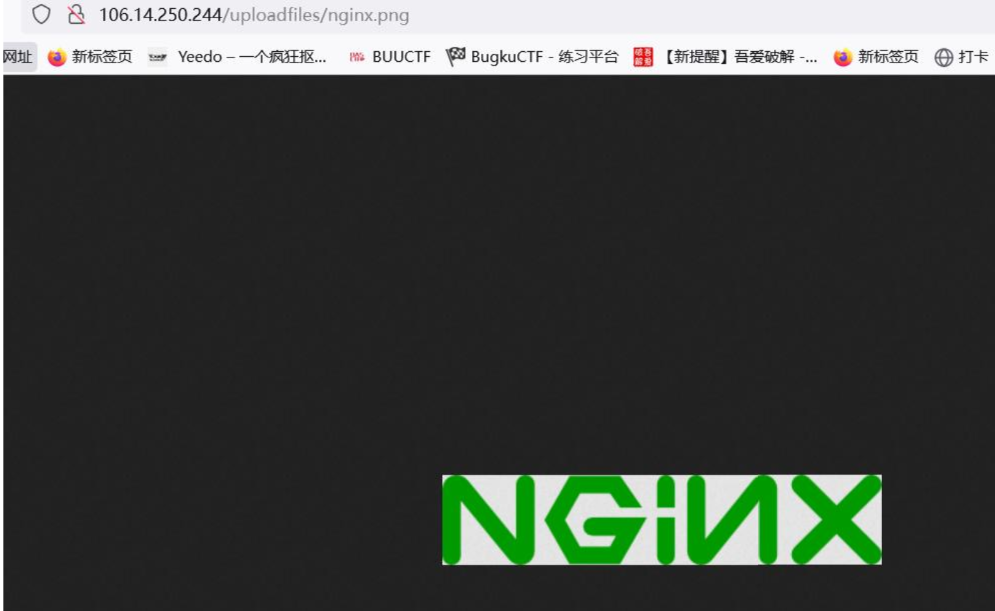 106.14.250.244/uploadfiles/nginx.png
网址 新标签页 Yeedo – 一个疯狂抠... BUUCTF BugkuCTF - 练习平台 【新提醒】吾爱破解 -... 新标签页 打卡
NGiNX